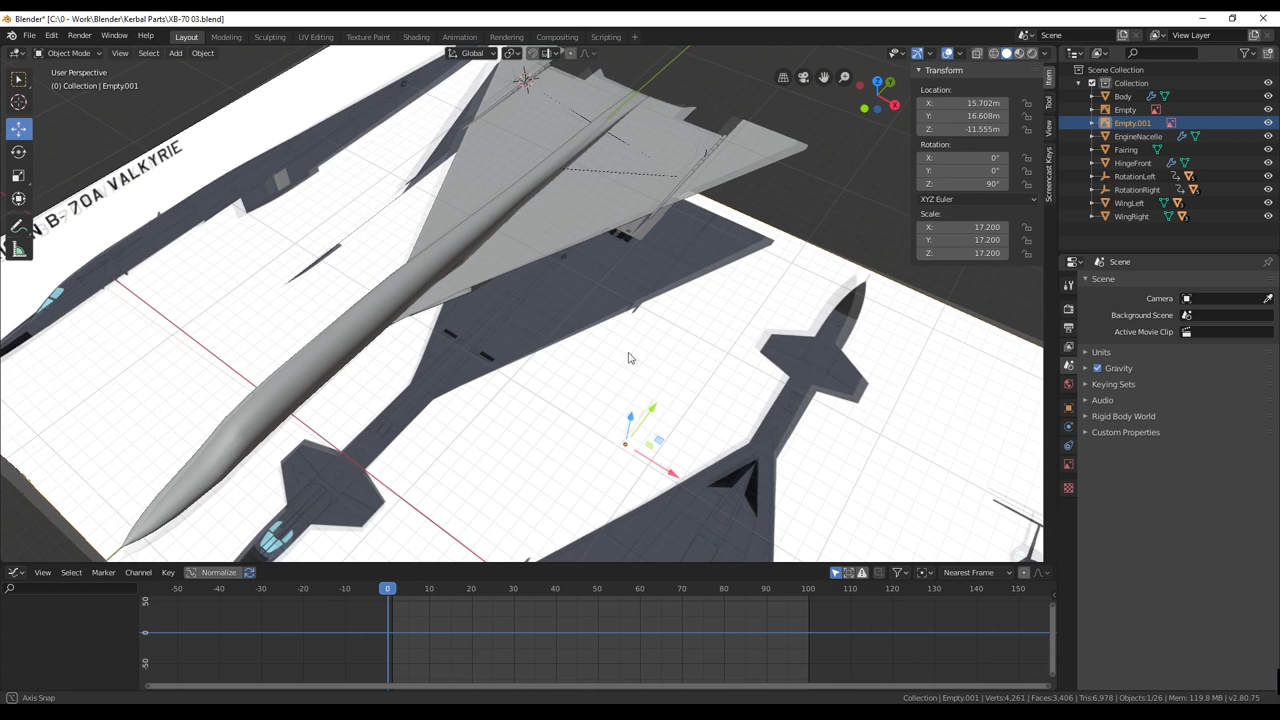 Blender* [C:\0 - Work\Blender\Kerbal Parts\XB-70 03.blend]
File Edit Render Window Help Layout Modeling Sculpting UV Editing Texture Paint Shading Animation Rendering Compositing Scripting + Scene View Layer
Object Mode View Select Add Object Global
User Perspective
(0) Collection | Empty.001
N B-70A VALKYRIE
Z
X
Transform
Location:
X: 15.702m
Y: 16.608m
Z: -11.555m
Rotation:
X: 0°
Y: 0°
Z: 90°
XYZ Euler
Scale:
X: 17.200
Y: 17.200
Z: 17.200
Item
Tool
View
Screencast Keys
Scene Collection
Collection
Body
Empty
Empty.001
EngineNacelle
Fairing
HingeFront
RotationLeft
RotationRight
WingLeft
WingRight
Scene
Scene
Camera
Background Scene
Active Movie Clip
Units
Gravity
Keying Sets
Audio
Rigid Body World
Custom Properties
View Select Marker Channel Key Normalize Nearest Frame
-50 -40 -30 -20 -10 0 10 20 30 40 50 60 70 80 90 100 110 120 130 140 150
50
0
-50
Axis Snap
Collection | Empty.001 | Verts:4,261 | Faces:3,406 | Tris:6,978 | Objects:1/26 | Mem: 119.8 MB | v2.80.75